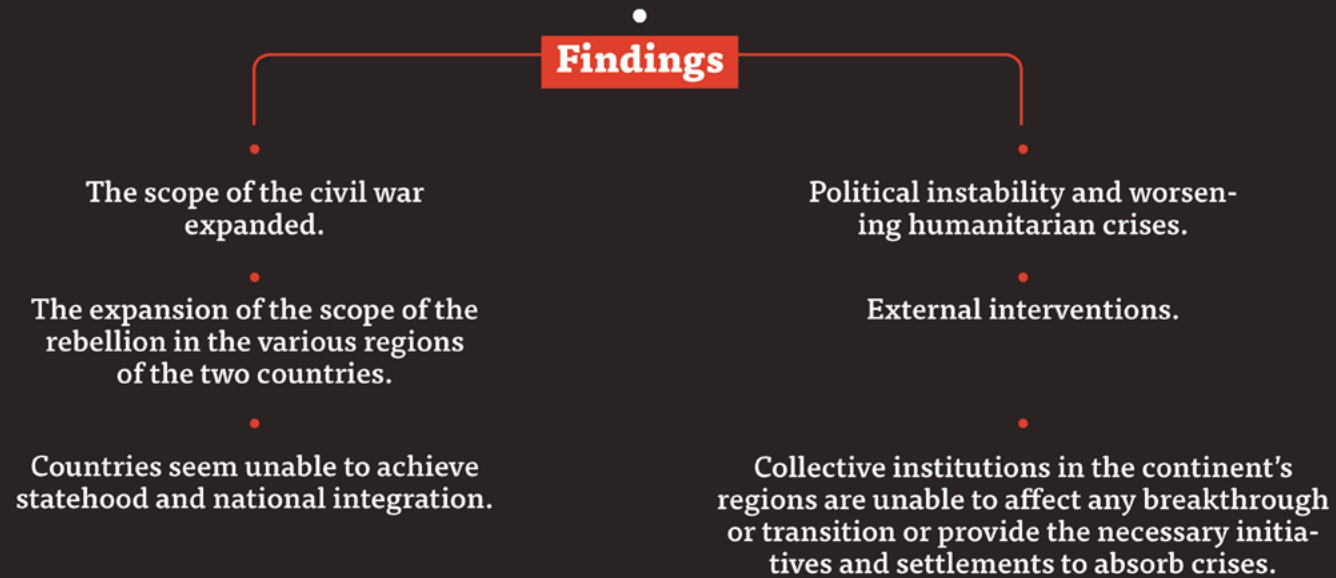 Findings
The scope of the civil war
expanded.
The expansion of the scope of the
rebellion in the various regions
of the two countries.
Countries seem unable to achieve
statehood and national integration.
Political instability and worsen-
ing humanitarian crises.
External interventions.
Collective institutions in the continent’s
regions are unable to affect any breakthrough
or transition or provide the necessary initia-
tives and settlements to absorb crises.